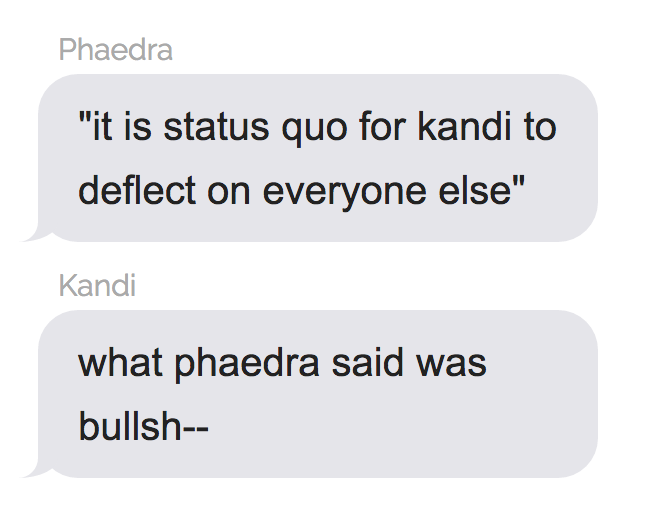 Phaedra
"it is status quo for kandi to
deflect on everyone else"
Kandi
what phaedra said was
bullsh--